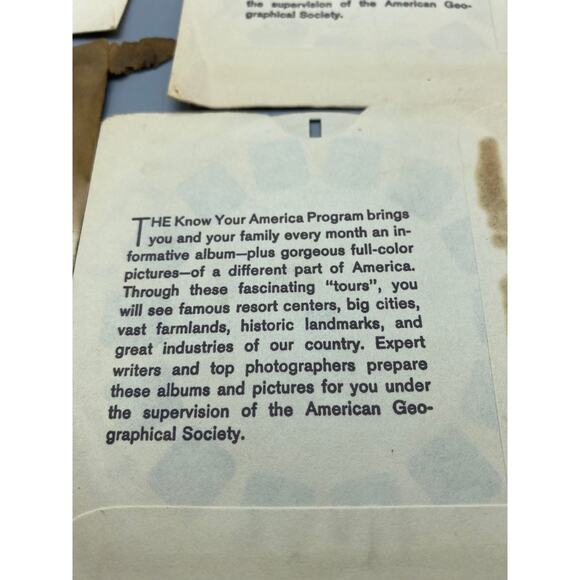 the supervision of the American Geo-
graphical Society.
THE Know Your America Program brings
you and your family every month an in-
formative album—plus gorgeous full-color
pictures—of a different part of America.
Through these fascinating "tours", you
will see famous resort centers, big cities,
vast farmlands, historic landmarks, and
great industries of our country. Expert
writers and top photographers prepare
these albums and pictures for you under
the supervision of the American Geo-
graphical Society.